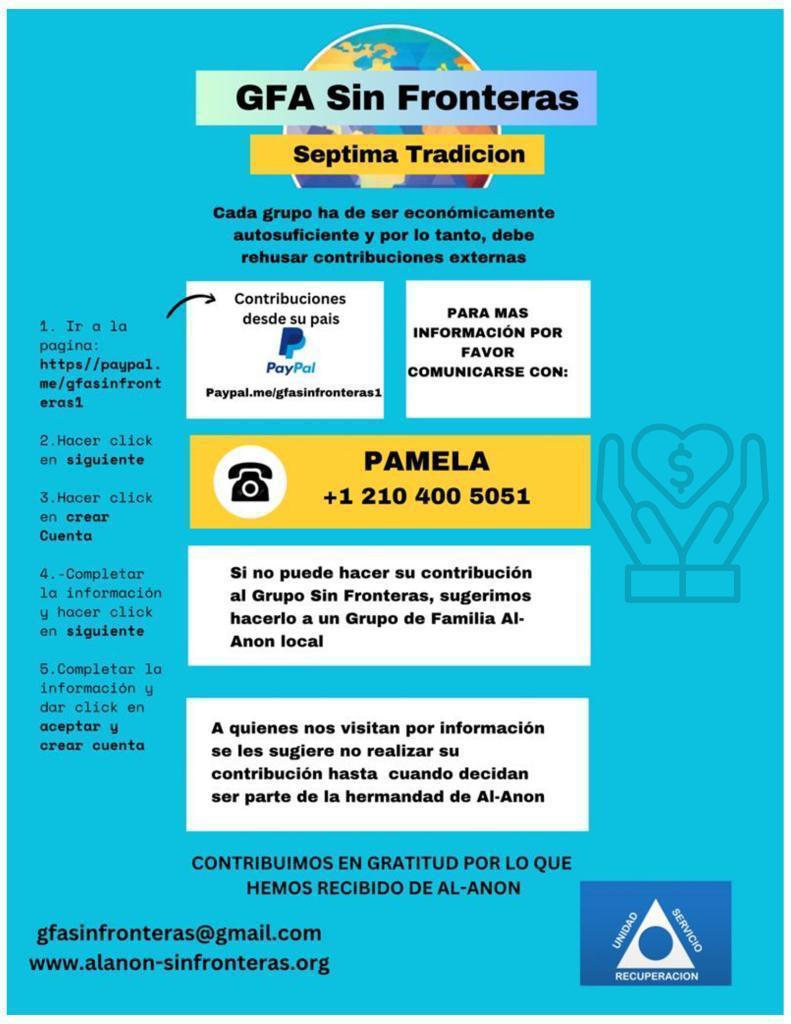 GFA Sin Fronteras
Septima Tradicion
Cada grupo ha de ser económicamente
autosuficiente y por lo tanto, debe
rehusar contribuciones externas
1. Ir a la
pagina:
https//paypal.
me/gfasinfront
eras1
2.Hacer click
en siguiente
3.Hacer click
en crear
Cuenta
4.-Completar
la información
y hacer click
en siguiente
5.Completar la
información y
dar click en
aceptar y
crear cuenta
Contribuciones
desde su pais
PayPal
Paypal.me/gfasinfronteras1
PARA MAS
INFORMACIÓN POR
FAVOR
COMUNICARSE CON:
PAMELA
+1 210 400 5051
$
Si no puede hacer su contribución
al Grupo Sin Fronteras, sugerimos
hacerlo a un Grupo de Familia Al-
Anon local
A quienes nos visitan por información
se les sugiere no realizar su
contribución hasta cuando decidan
ser parte de la hermandad de Al-Anon
CONTRIBUIMOS EN GRATITUD POR LO QUE
HEMOS RECIBIDO DE AL-ANON
gfasinfronteras@gmail.com
www.alanon-sinfronteras.org
UNIDAD
SERVICIO
RECUPERACION